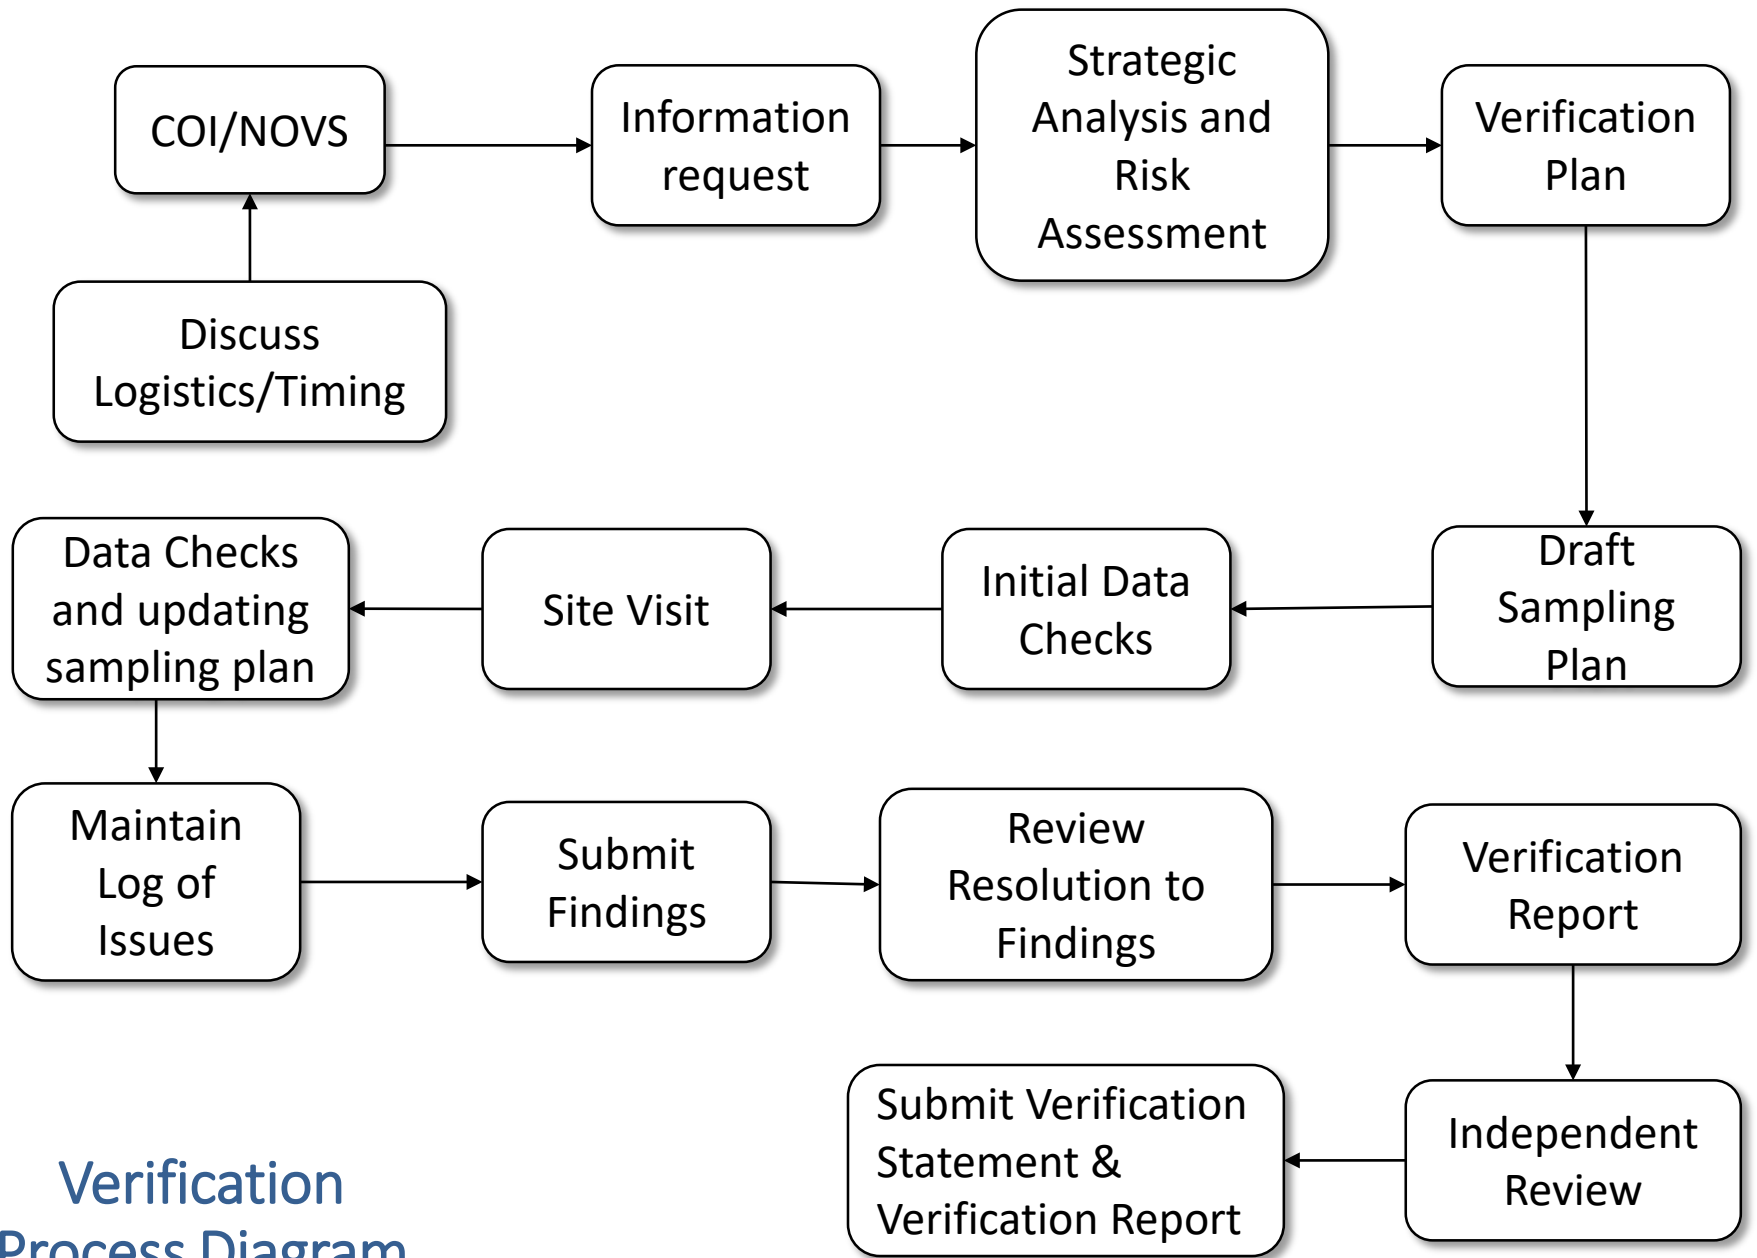 COI/NOVS
Information
request
Strategic
Analysis and
Risk
Assessment
Verification
Plan
Discuss
Logistics/Timing
Data Checks
and updating
sampling plan
Site Visit
Initial Data
Checks
Draft
Sampling
Plan
Maintain
Log of
Issues
Submit
Findings
Review
Resolution to
Findings
Verification
Report
Submit Verification
Statement &
Verification Report
Independent
Review
Verification
Process Diagram